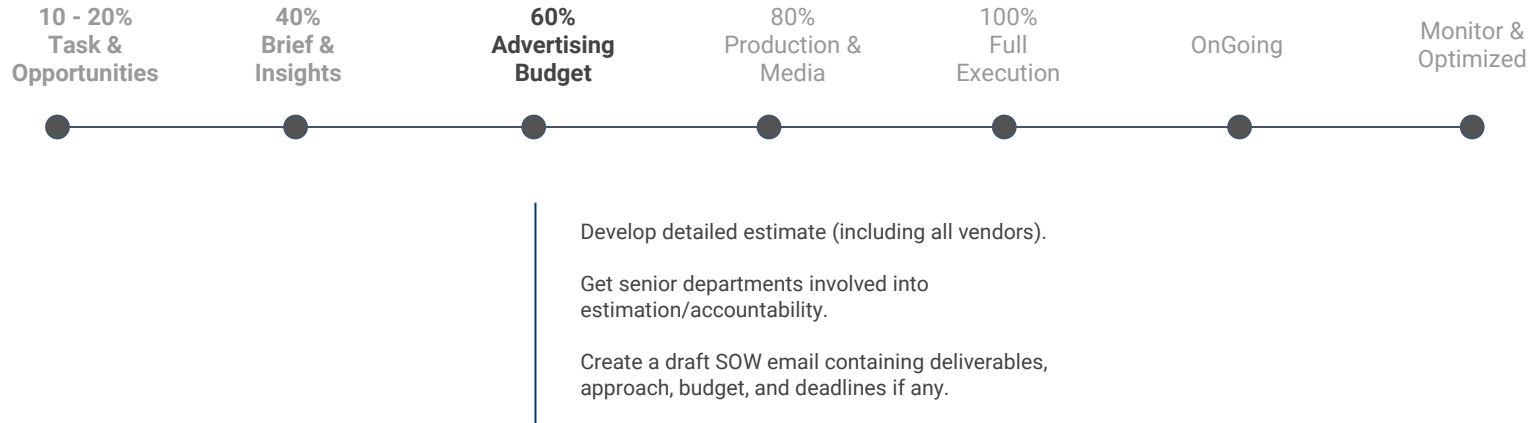 10 - 20%
Task &
Opportunities
40%
Brief &
Insights
60%
Advertising
Budget
80%
Production &
Media
100%
Full
Execution
OnGoing
Monitor &
Optimized
Develop detailed estimate (including all vendors).
Get senior departments involved into
estimation/accountability.
Create a draft SOW email containing deliverables,
approach, budget, and deadlines if any.